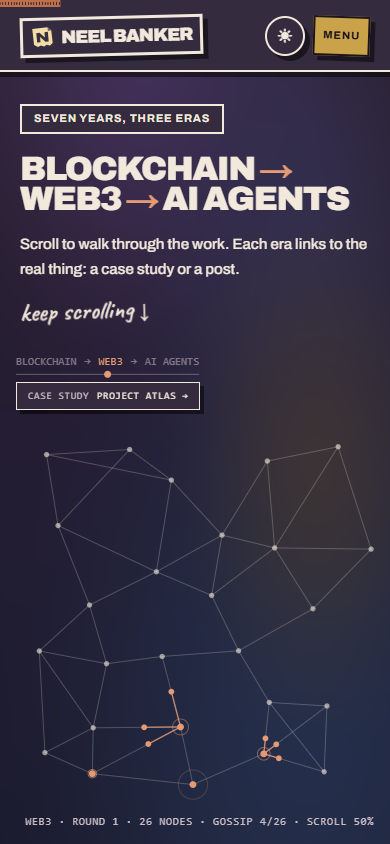 N NEEL BANKER
MENU
SEVEN YEARS, THREE ERAS
BLOCKCHAIN→
WEB3→AI AGENTS
Scroll to walk through the work. Each era links to the
real thing: a case study or a post.
keep scrolling ↓
BLOCKCHAIN → WEB3 → AI AGENTS
CASE STUDY PROJECT ATLAS →
WEB3 · ROUND 1 · 26 NODES · GOSSIP 4/26 · SCROLL 50%